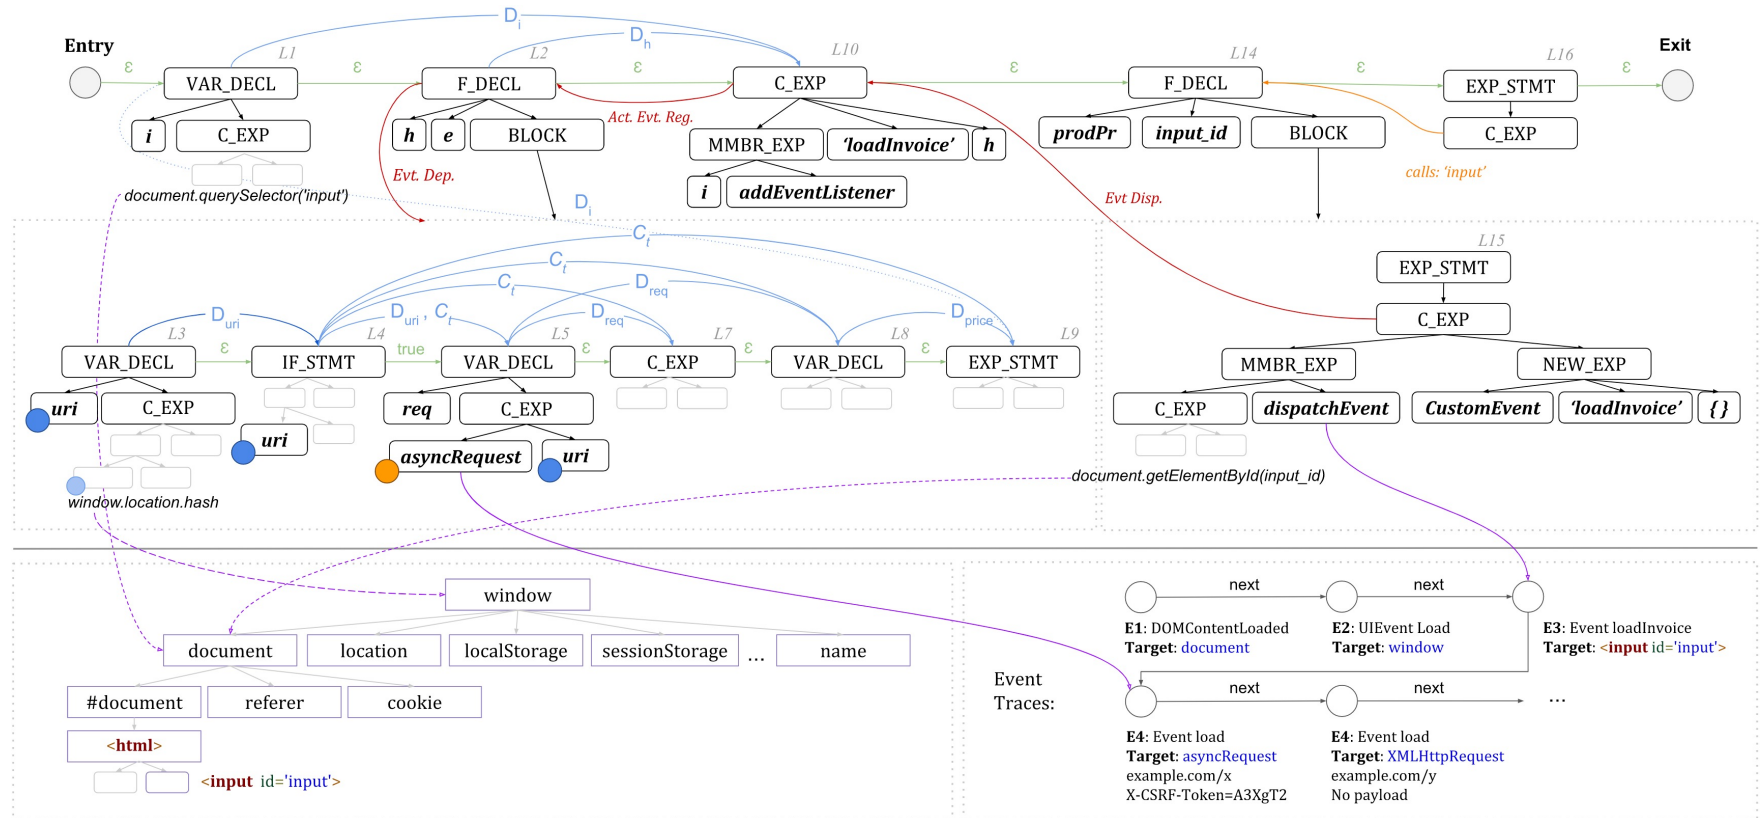 D_i
D_h
Entry
L1
L2
L10
L14
L16
Exit
ε
VAR_DECL
ε
F_DECL
ε
C_EXP
ε
F_DECL
ε
EXP_STMT
ε
i
C_EXP
h
e
BLOCK
Act. Evt. Reg.
MMBR_EXP
'loadInvoice'
h
prodPr
input_id
BLOCK
C_EXP
Evt. Dep.
i
addEventListener
calls: 'input'
document.querySelector('input')
D_i
Evt Disp.
C_t
C_t
C_t
D_req
D_uri
D_uri , C_t
D_req
D_price
L3
L4
L5
L7
L8
L9
VAR_DECL
ε
IF_STMT
true
VAR_DECL
ε
C_EXP
ε
VAR_DECL
ε
EXP_STMT
uri
C_EXP
uri
req
C_EXP
asyncRequest
uri
window.location.hash
L15
EXP_STMT
C_EXP
MMBR_EXP
NEW_EXP
C_EXP
dispatchEvent
CustomEvent
'loadInvoice'
{ }
document.getElementById(input_id)
window
document
location
localStorage
sessionStorage
...
name
#document
referer
cookie
<html>
<input id='input'>
next
next
E1: DOMContentLoaded
Target: document
E2: UIEvent Load
Target: window
E3: Event loadInvoice
Target: <input id='input'>
Event
Traces:
next
next
...
E4: Event load
Target: asyncRequest
example.com/x
X-CSRF-Token=A3XgT2
E4: Event load
Target: XMLHttpRequest
example.com/y
No payload